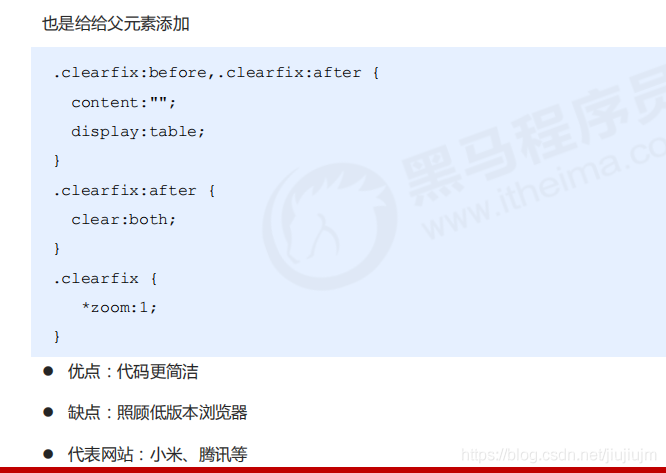 也是给给父元素添加
.clearfix:before,.clearfix:after {
content:"";
display:table;
}
.clearfix:after {
clear:both;
}
.clearfix {
*zoom:1;
}
● 优点：代码更简洁
● 缺点：照顾低版本浏览器
● 代表网站：小米、腾讯等
黑马程序员
www.itheima.co
https://blog.csdn.net/jiujiujm